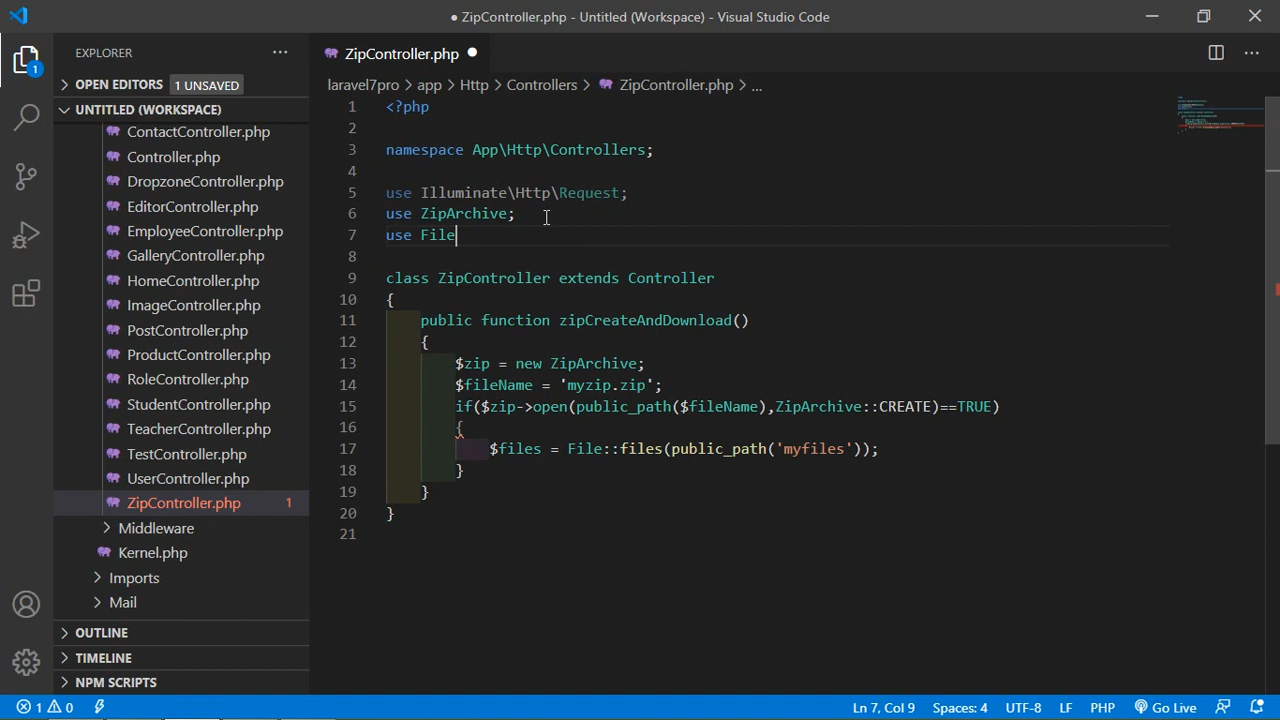 ● ZipController.php - Untitled (Workspace) - Visual Studio Code
EXPLORER
OPEN EDITORS 1 UNSAVED
UNTITLED (WORKSPACE)
1
ContactController.php
Controller.php
DropzoneController.php
EditorController.php
EmployeeController.php
GalleryController.php
HomeController.php
ImageController.php
PostController.php
ProductController.php
RoleController.php
StudentController.php
TeacherController.php
TestController.php
UserController.php
ZipController.php 1
Middleware
Kernel.php
Imports
Mail
OUTLINE
TIMELINE
NPM SCRIPTS
ZipController.php ●
laravel7pro > app > Http > Controllers > ZipController.php > ...
1 <?php
2
3 namespace App\Http\Controllers;
4
5 use Illuminate\Http\Request;
6 use ZipArchive;
7 use File
8
9 class ZipController extends Controller
10 {
11     public function zipCreateAndDownload()
12     {
13         $zip = new ZipArchive;
14         $fileName = 'myzip.zip';
15         if($zip->open(public_path($fileName),ZipArchive::CREATE)==TRUE)
16         {
17             $files = File::files(public_path('myfiles'));
18         }
19     }
20 }
21
1 0 Ln 7, Col 9 Spaces: 4 UTF-8 LF PHP Go Live